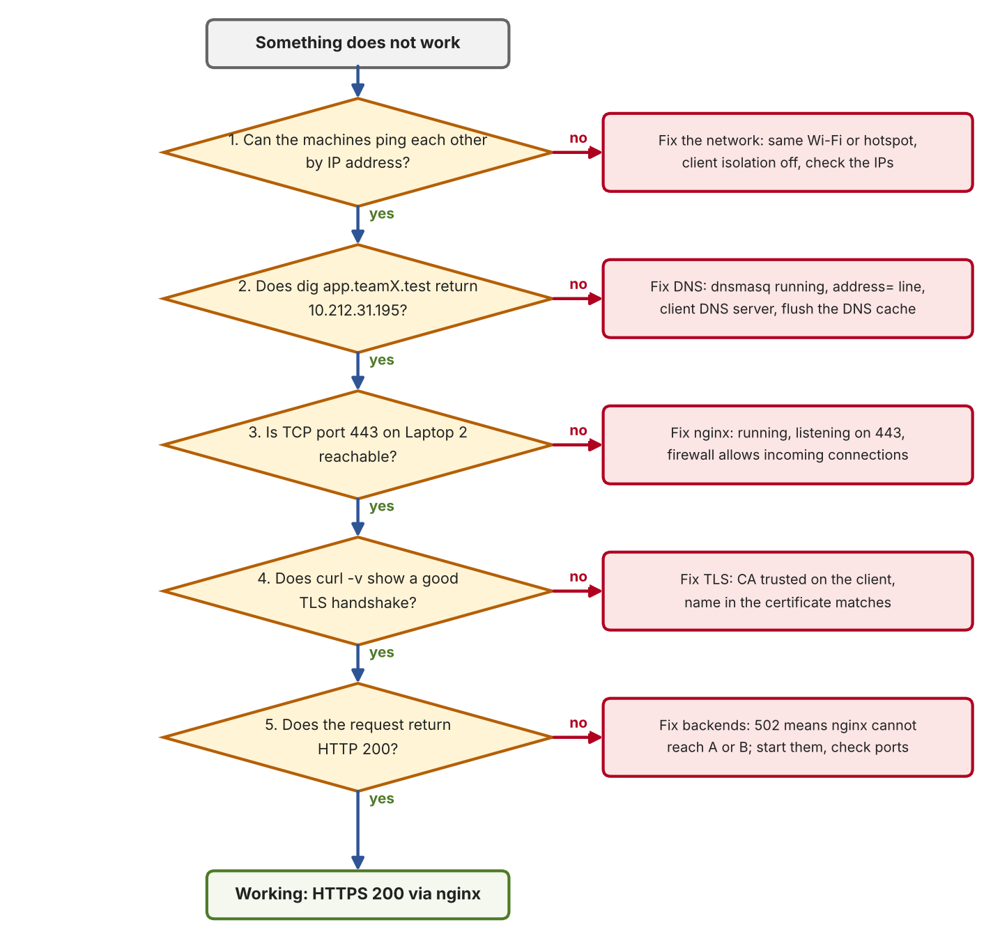 Something does not work
1. Can the machines ping each other
by IP address?
no
Fix the network: same Wi-Fi or hotspot,
client isolation off, check the IPs
yes
2. Does dig app.teamX.test return
10.212.31.195?
no
Fix DNS: dnsmasq running, address= line,
client DNS server, flush the DNS cache
yes
3. Is TCP port 443 on Laptop 2
reachable?
no
Fix nginx: running, listening on 443,
firewall allows incoming connections
yes
4. Does curl -v show a good
TLS handshake?
no
Fix TLS: CA trusted on the client,
name in the certificate matches
yes
5. Does the request return
HTTP 200?
no
Fix backends: 502 means nginx cannot
reach A or B; start them, check ports
yes
Working: HTTPS 200 via nginx